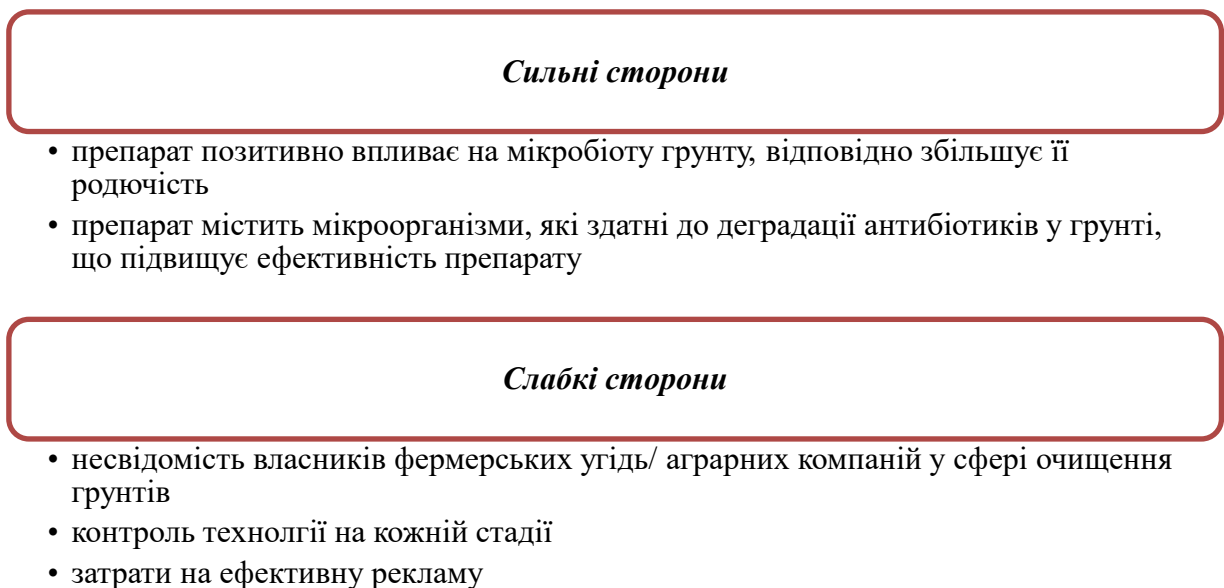 Сильні сторони
• препарат позитивно впливає на мікробіоту грунту, відповідно збільшує її
родючість
• препарат містить мікроорганізми, які здатні до деградації антибіотиків у грунті,
що підвищує ефективність препарату
Слабкі сторони
• несвідомість власників фермерських угідь/ аграрних компаній у сфері очищення
грунтів
• контроль технолгії на кожній стадії
• затрати на ефективну рекламу